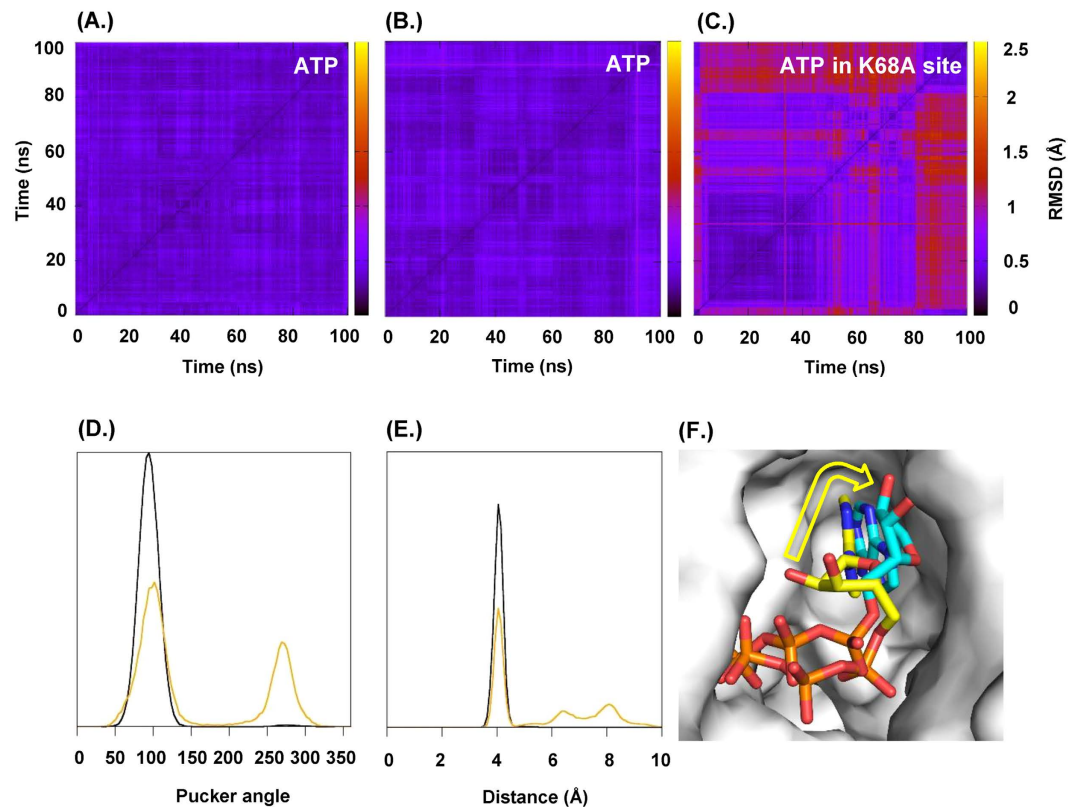 (A.)
(B.)
(C.)
ATP
ATP
ATP in K68A site
100
80
60
40
20
0
Time (ns)
0 20 40 60 80 100
0 20 40 60 80 100
0 20 40 60 80 100
Time (ns)
Time (ns)
Time (ns)
2.5
2
1.5
1
0.5
0
RMSD (Å)
(D.)
(E.)
(F.)
0 50 100 150 200 250 300 350
Pucker angle
0 2 4 6 8 10
Distance (Å)